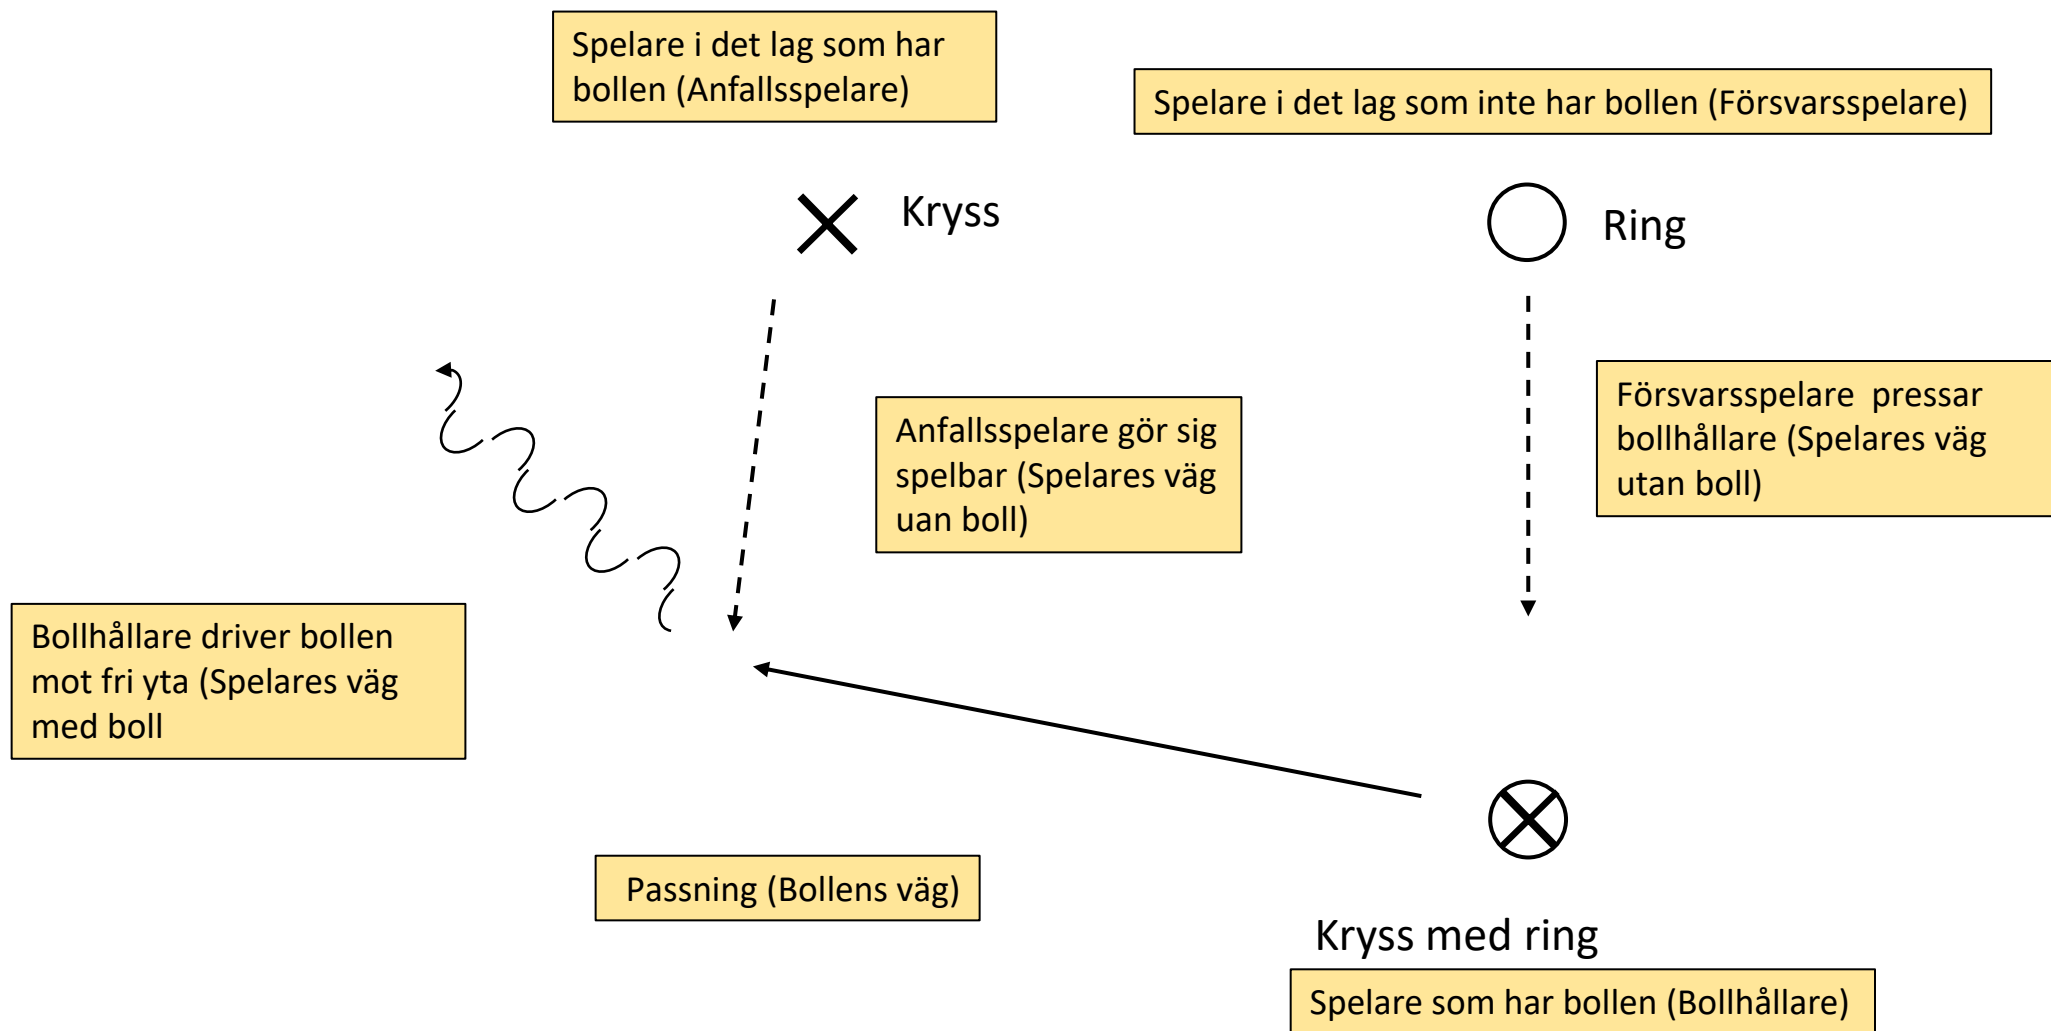 Spelare i det lag som har
bollen (Anfallsspelare)
Spelare i det lag som inte har bollen (Försvarsspelare)
Kryss
Ring
Anfallsspelare gör sig
spelbar (Spelares väg
uan boll)
Försvarsspelare  pressar
bollhållare (Spelares väg
utan boll)
Bollhållare driver bollen
mot fri yta (Spelares väg
med boll
Passning (Bollens väg)
Kryss med ring
Spelare som har bollen (Bollhållare)